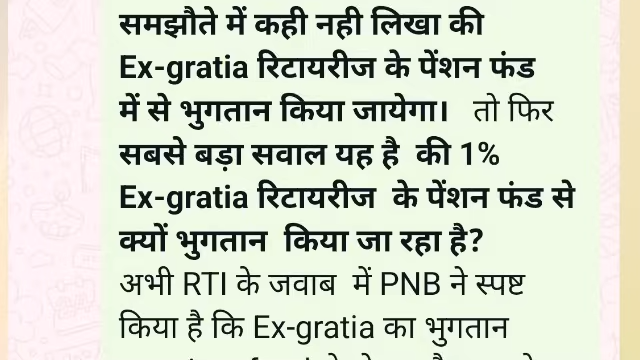 समझौते में कही नही लिखा की
Ex-gratia रिटायरीज के पेंशन फंड
में से भुगतान किया जायेगा। तो फिर
सबसे बड़ा सवाल यह है की 1%
Ex-gratia रिटायरीज के पेंशन फंड से
क्यों भुगतान किया जा रहा है?
अभी RTI के जवाब में PNB ने स्पष्ट
किया है कि Ex-gratia का भुगतान